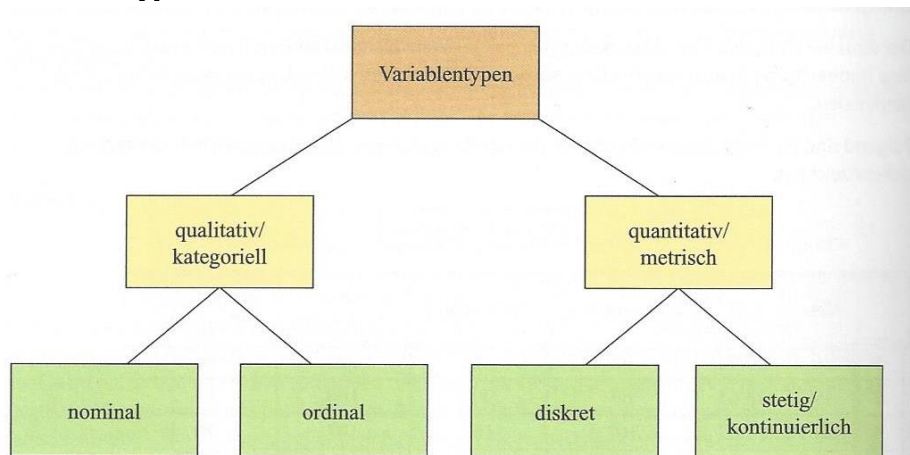 Variablentypen
qualitativ/
kategoriell
quantitativ/
metrisch
nominal
ordinal
diskret
stetig/
kontinuierlich